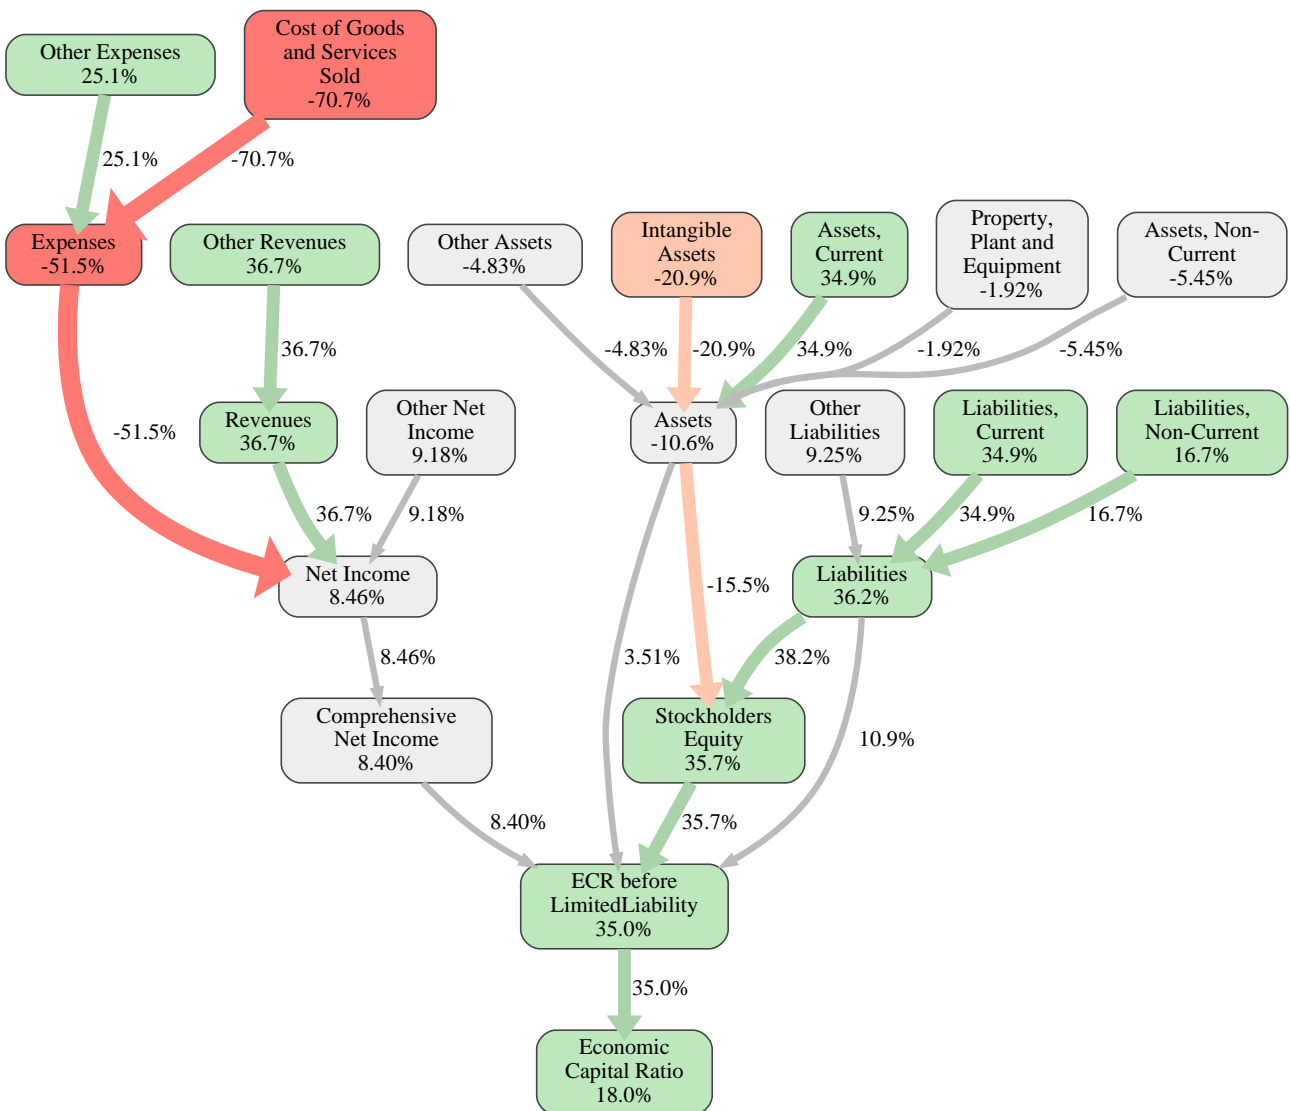 Cost of Goods
and Services
Sold
-70.7%
Other Expenses
25.1%
25.1%
-70.7%
Expenses
-51.5%
Other Revenues
36.7%
Other Assets
-4.83%
Intangible
Assets
-20.9%
Assets,
Current
34.9%
Property,
Plant and
Equipment
-1.92%
Assets, Non-
Current
-5.45%
36.7%
-4.83%
-20.9%
34.9%
-1.92%
-5.45%
-51.5%
Revenues
36.7%
Other Net
Income
9.18%
Assets
-10.6%
Other
Liabilities
9.25%
Liabilities,
Current
34.9%
Liabilities,
Non-Current
16.7%
36.7%
9.18%
9.25%
34.9%
16.7%
Net Income
8.46%
-15.5%
Liabilities
36.2%
8.46%
3.51%
38.2%
Comprehensive
Net Income
8.40%
Stockholders
Equity
35.7%
10.9%
8.40%
35.7%
ECR before
LimitedLiability
35.0%
35.0%
Economic
Capital Ratio
18.0%